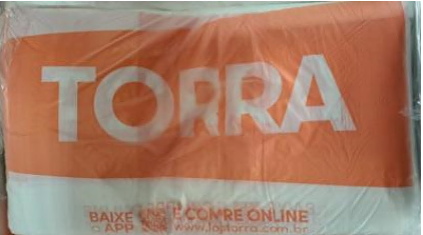 TORRA
BAIXE
O APP
E COMPRE ONLINE
www.lojatorra.com.br